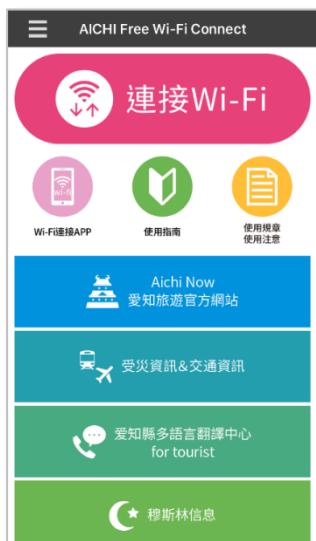 AICHI Free Wi-Fi Connect
連接Wi-Fi
wi-fi
Wi-Fi連接APP
使用指南
使用規章
使用注意
Aichi Now
愛知旅遊官方網站
受災資訊&交通資訊
爱知縣多語言翻譯中心
for tourist
穆斯林信息